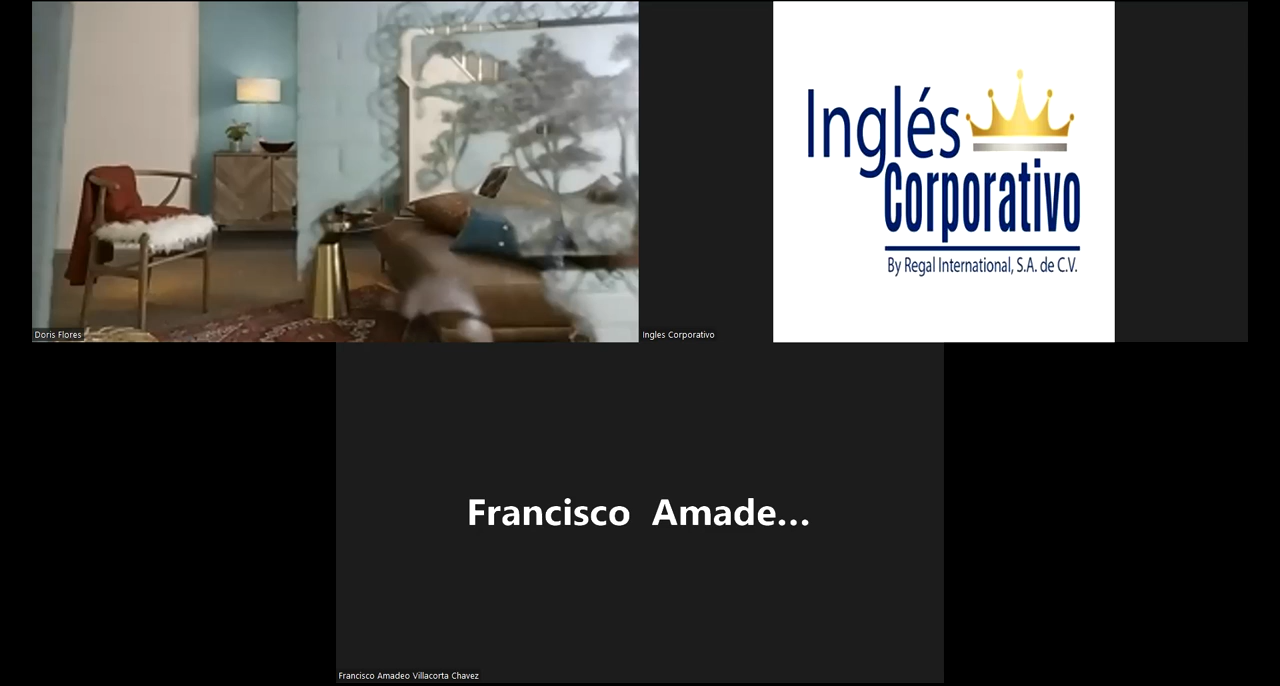 Inglés
Corporativo
By Regal International, S.A. de C.V.
Doris Flores
Ingles Corporativo
Francisco Amade...
Francisco Amadeo Villacorta Chavez